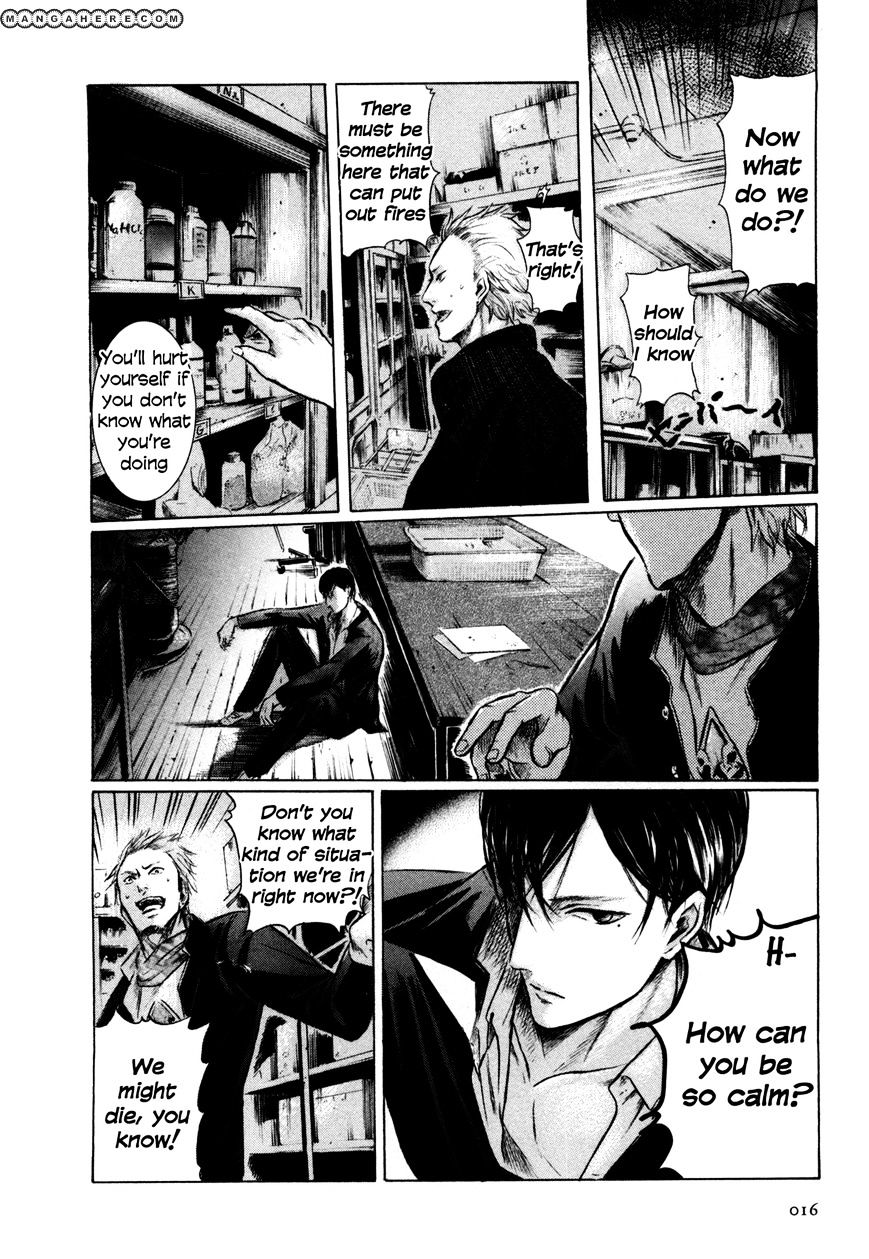 MANGAHERE.COM
Now
what
do we
do?!
How
should
I know
There
must be
something
here that
can put
out fires
That's
right!
Na
NaHCl
K
You'll hurt
yourself if
you don't
know what
you're
doing
H-
How can
you be
so calm?
Don't you
know what
kind of situa-
tion we're in
right now?!
We
might
die, you
know!
016